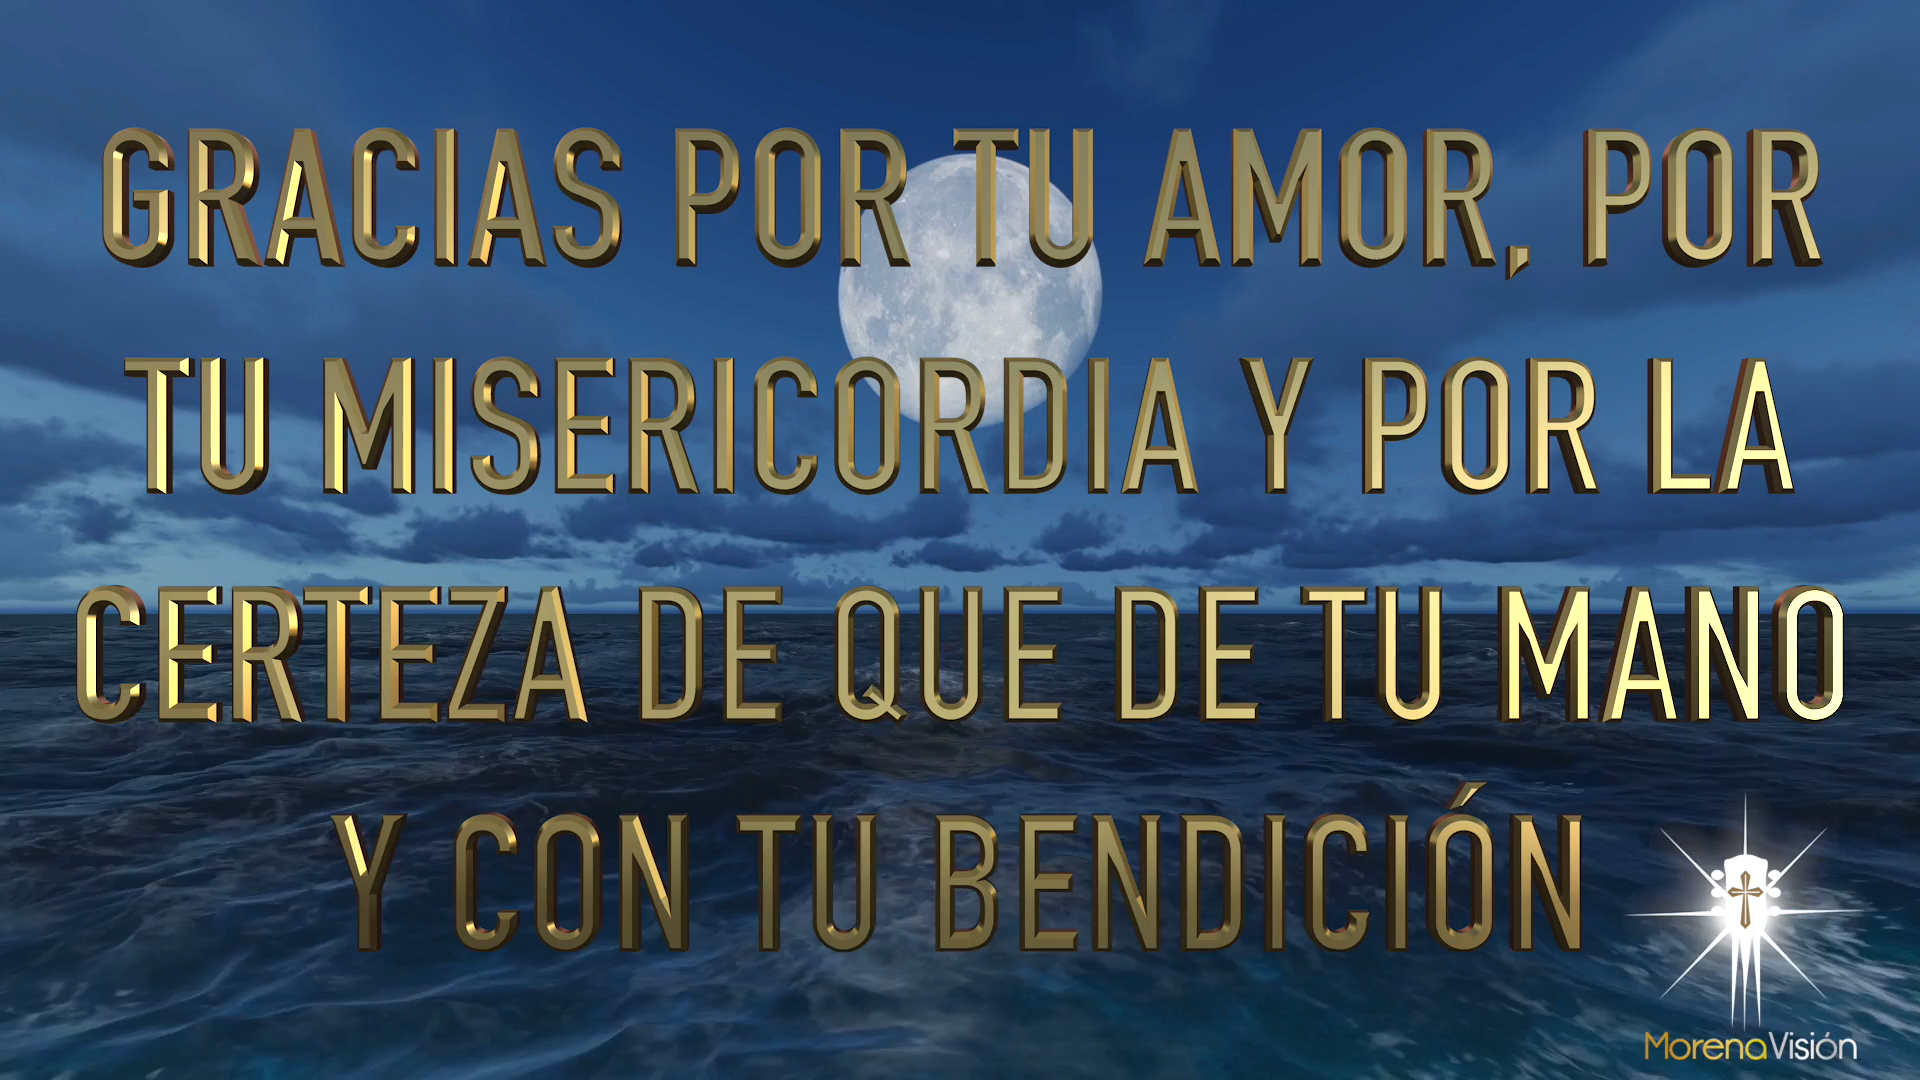 GRACIAS POR TU AMOR, POR
TU MISERICORDIA Y POR LA
CERTEZA DE QUE DE TU MANO
Y CON TU BENDICIÓN
MorenaVisión